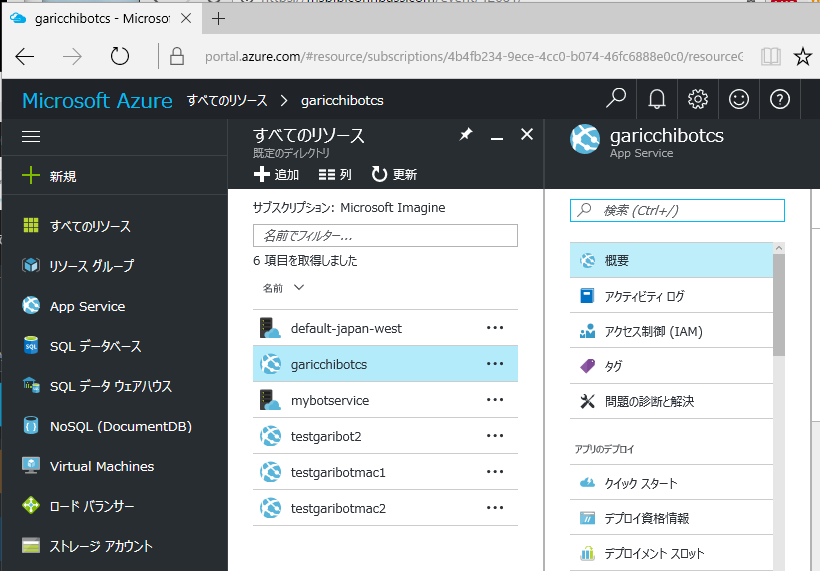 garicchibotcs - Microso
portal.azure.com/#resource/subscriptions/4b4fb234-9ece-4cc0-b074-46fc6888e0c0/resourceG
Microsoft Azure すべてのリソース > garicchibotcs
新規
すべてのリソース
リソース グループ
App Service
SQL データベース
SQL データ ウェアハウス
NoSQL (DocumentDB)
Virtual Machines
ロード バランサー
ストレージ アカウント
すべてのリソース
既定のディレクトリ
追加 列 更新
サブスクリプション: Microsoft Imagine
名前でフィルター...
6 項目を取得しました
名前
default-japan-west
garicchibotcs
mybotservice
testgaribot2
testgaribotmac1
testgaribotmac2
garicchibotcs
App Service
検索 (Ctrl+/)
概要
アクティビティ ログ
アクセス制御 (IAM)
タグ
問題の診断と解決
アプリのデプロイ
クイック スタート
デプロイ資格情報
デプロイメント スロット